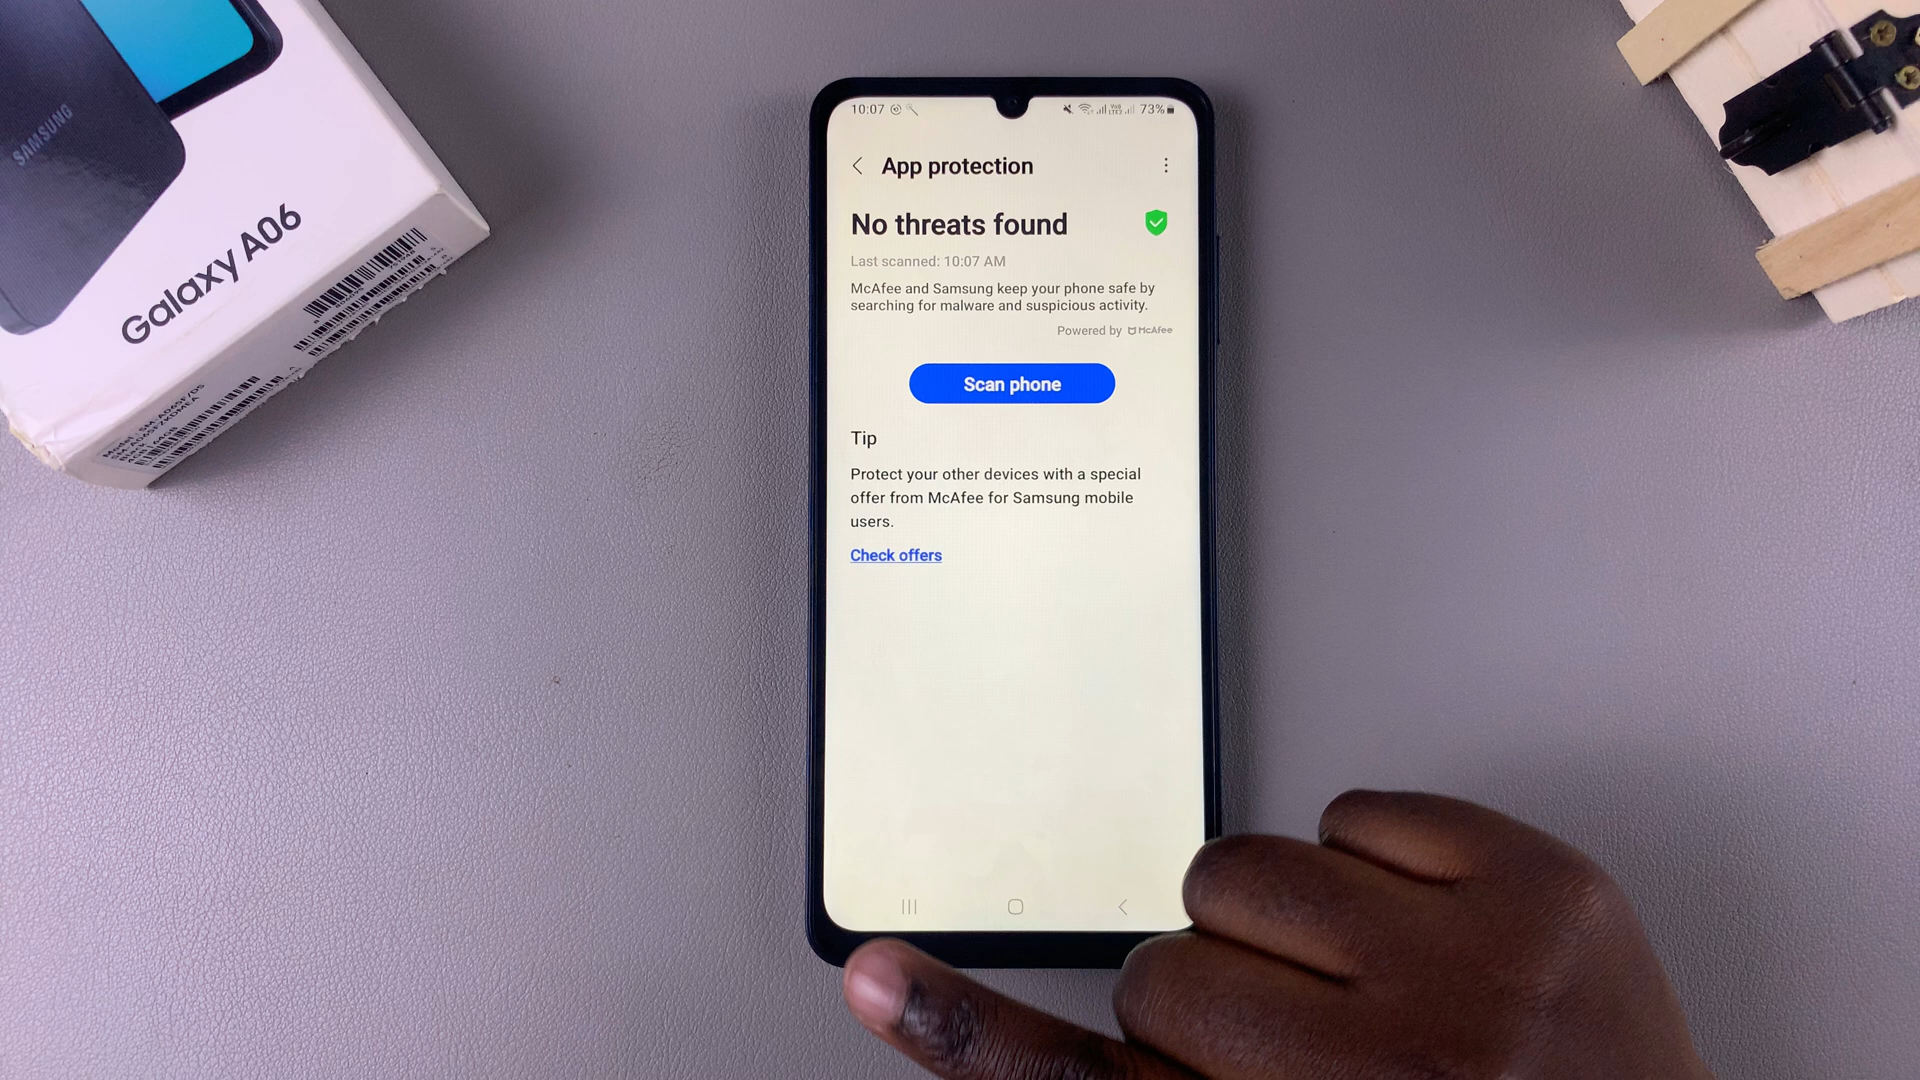 SAMSUNG
Galaxy A06
10:07
73%
App protection
No threats found
Last scanned: 10:07 AM
McAfee and Samsung keep your phone safe by
searching for malware and suspicious activity.
Powered by McAfee
Scan phone
Tip
Protect your other devices with a special
offer from McAfee for Samsung mobile
users.
Check offers